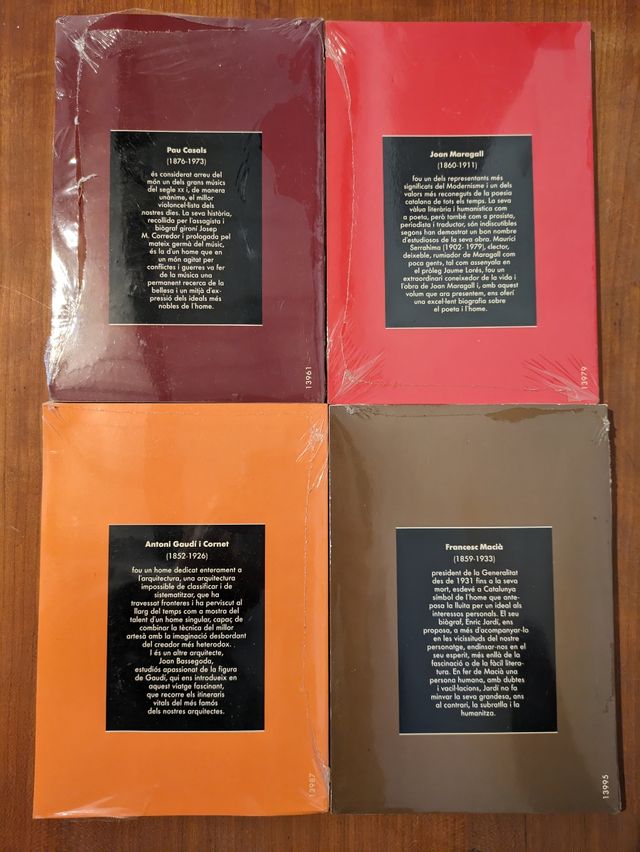 Pau Casals
(1876-1973)
és considerat arreu del
món un dels grans músics
del segle XX i, de manera
unànime, el millor
violoncel·lista dels
nostres dies. La seva història,
recollida per l'assagista i
biògraf gironí Josep
M. Corredor i prologada pel
mateix germà del músic,
és la d'un home que en
un món agitat per
conflictes i guerres va fer
de la música una
permanent recerca de la
bellesa i un mitjà d'ex-
pressió dels ideals més
nobles de l'home.
13961
Joan Maragall
(1860-1911)
fou un dels representants més
significats del Modernisme i un dels
valors més reconeguts de la poesia
catalana de tots els temps. La seva
vàlua literària i humanística com
a poeta, però també com a prosista,
periodista i traductor, són indiscutibles
segons han demostrat un bon nombre
d'estudiosos de la seva obra. Maurici
Serrahima (1902-1979), elector,
deixeble, rumiador de Maragall com
poca gents, tal com assenyala en
el pròleg Jaume Lorés, fou un
extraordinari coneixedor de la vida i
l'obra de Joan Maragall i, amb aquest
volum que ara presentem, ens oferí
una excel·lent biografia sobre
el poeta i l'home.
13979
Antoni Gaudí i Cornet
(1852-1926)
fou un home dedicat enterament a
l'arquitectura, una arquitectura
impossible de classificar i de
sistematitzar, que ha
travessat fronteres i ha perviscut al
llarg del temps com a mostra del
talent d'un home singular, capaç de
combinar la tècnica del millor
artesà amb la imaginació desbordant
del creador més heterodox.
I és un altre arquitecte,
Joan Bassegoda,
estudiós apassionat de la figura
de Gaudí, qui ens introdueix en
aquest viatge fascinant,
que recorre els itineraris
vitals del més famós
dels nostres arquitectes.
13987
Francesc Macià
(1859-1933)
president de la Generalitat
des de 1931 fins a la seva
mort, esdevé a Catalunya
símbol de l'home que ante-
posa la lluita per un ideal als
interessos personals. El seu
biògraf, Enric Jardí, ens
proposa, a més d'acompanyar-lo
en les vicissituds del nostre
personatge, endinsar-nos en el
seu esperit, més enllà de la
fascinació o de la fàcil litera-
tura. En fer de Macià una
persona humana, amb dubtes
i vacil·lacions, Jardí no fa
minvar la seva grandesa, ans
al contrari, la subratlla i la
humanitza.
13995